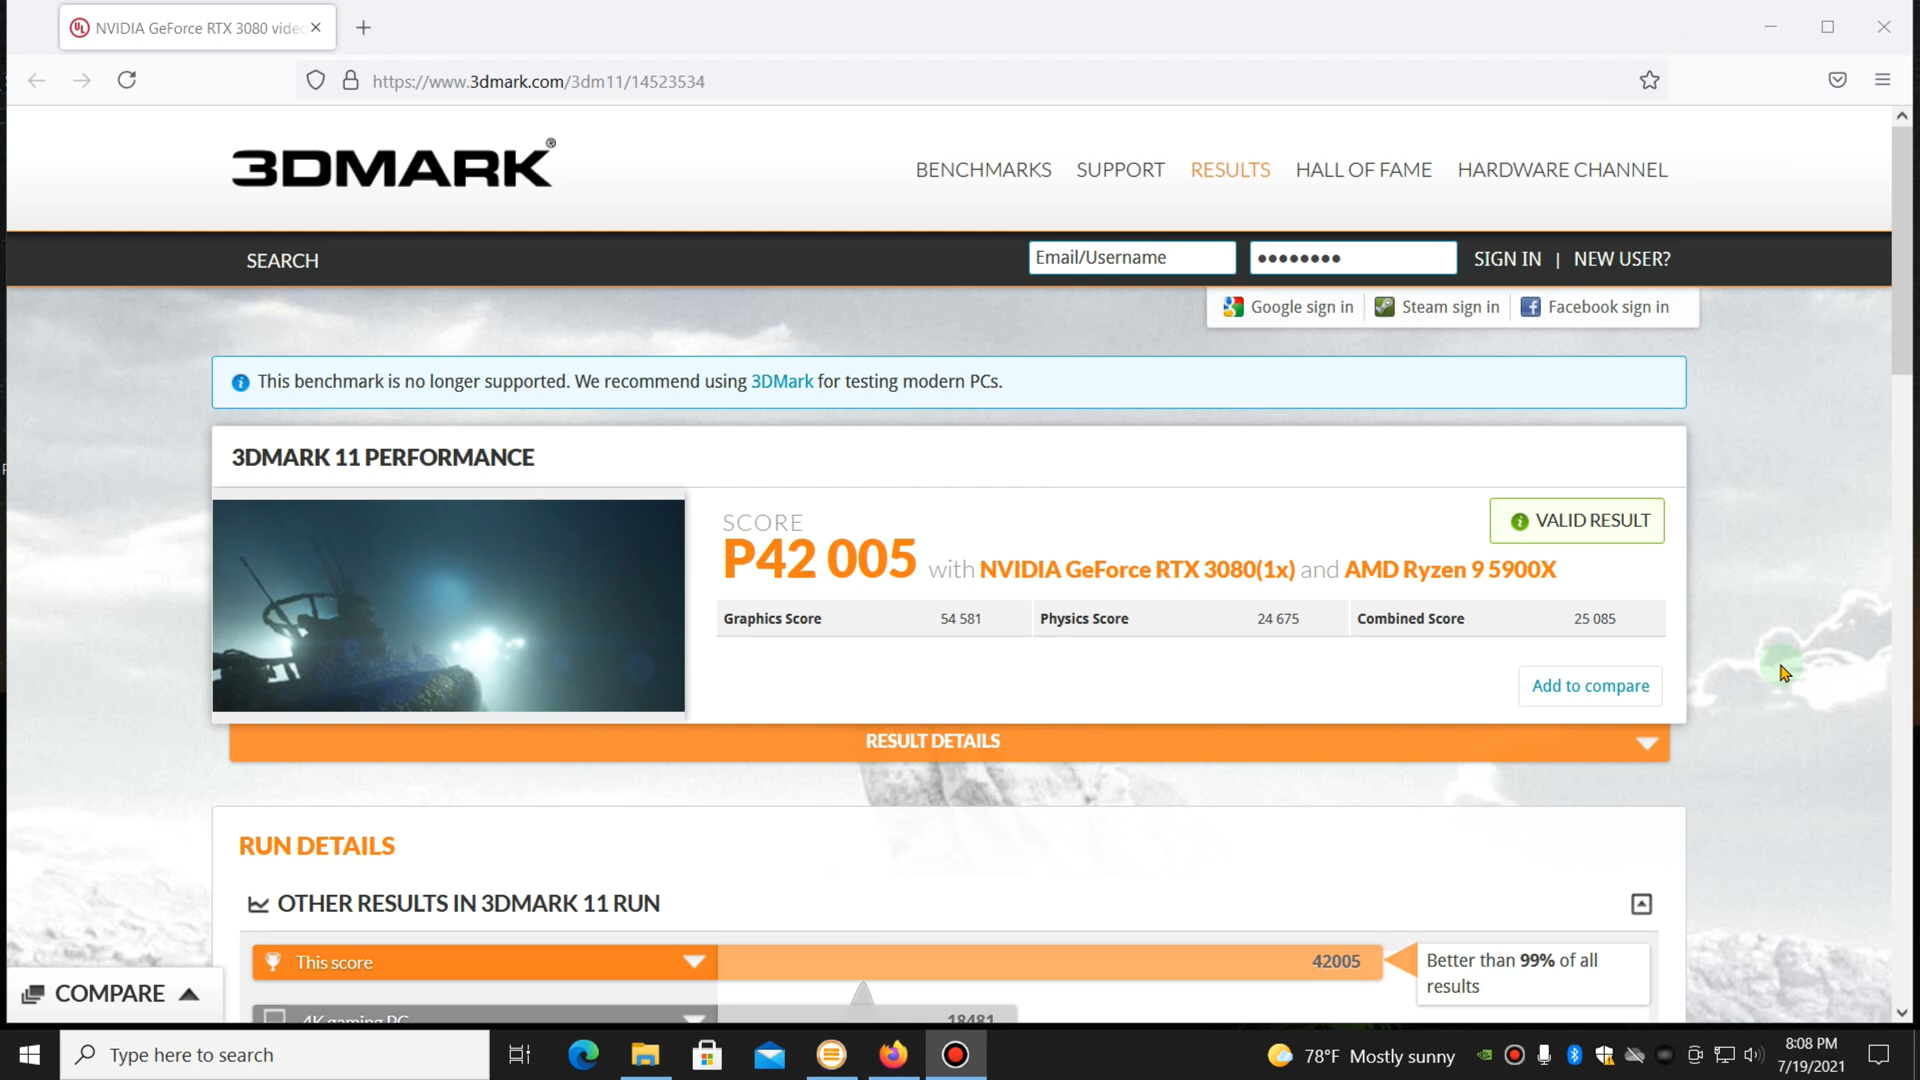 NVIDIA GeForce RTX 3080 vide
https://www.3dmark.com/3dm11/14523534
3DMARK®
BENCHMARKS SUPPORT RESULTS HALL OF FAME HARDWARE CHANNEL
SEARCH Email/Username •••••••• SIGN IN | NEW USER?
Google sign in Steam sign in Facebook sign in
This benchmark is no longer supported. We recommend using 3DMark for testing modern PCs.
3DMARK 11 PERFORMANCE
SCORE
VALID RESULT
P42 005 with NVIDIA GeForce RTX 3080(1x) and AMD Ryzen 9 5900X
Graphics Score 54 581 Physics Score 24 675 Combined Score 25 085
Add to compare
RESULT DETAILS
RUN DETAILS
OTHER RESULTS IN 3DMARK 11 RUN
This score 42005
Better than 99% of all
results
COMPARE
4K gaming PC 18481
Type here to search
78°F Mostly sunny
8:08 PM
7/19/2021